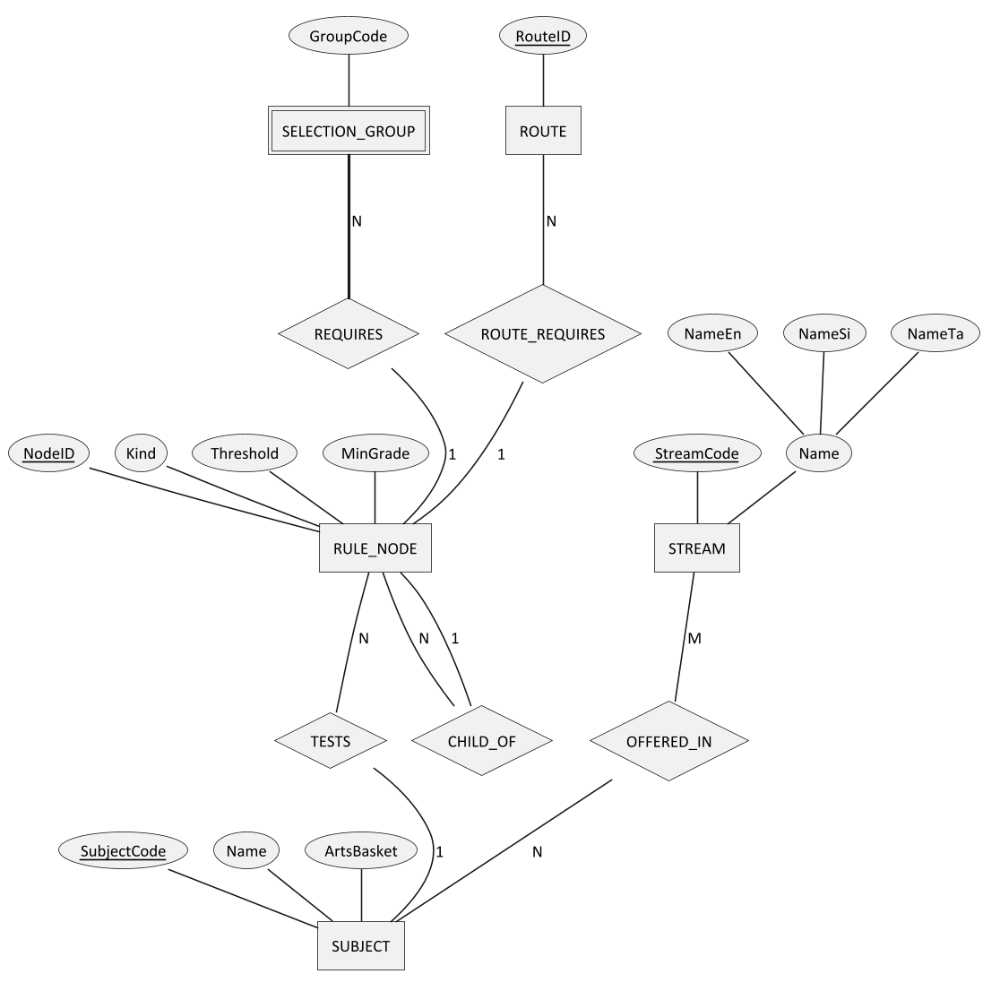 GroupCode
RouteID
SELECTION_GROUP
ROUTE
N
N
REQUIRES
ROUTE_REQUIRES
NameEn
NameSi
NameTa
NodeID
Kind
Threshold
MinGrade
1
1
StreamCode
Name
RULE_NODE
STREAM
N
N
1
M
TESTS
CHILD_OF
OFFERED_IN
SubjectCode
Name
ArtsBasket
1
N
SUBJECT